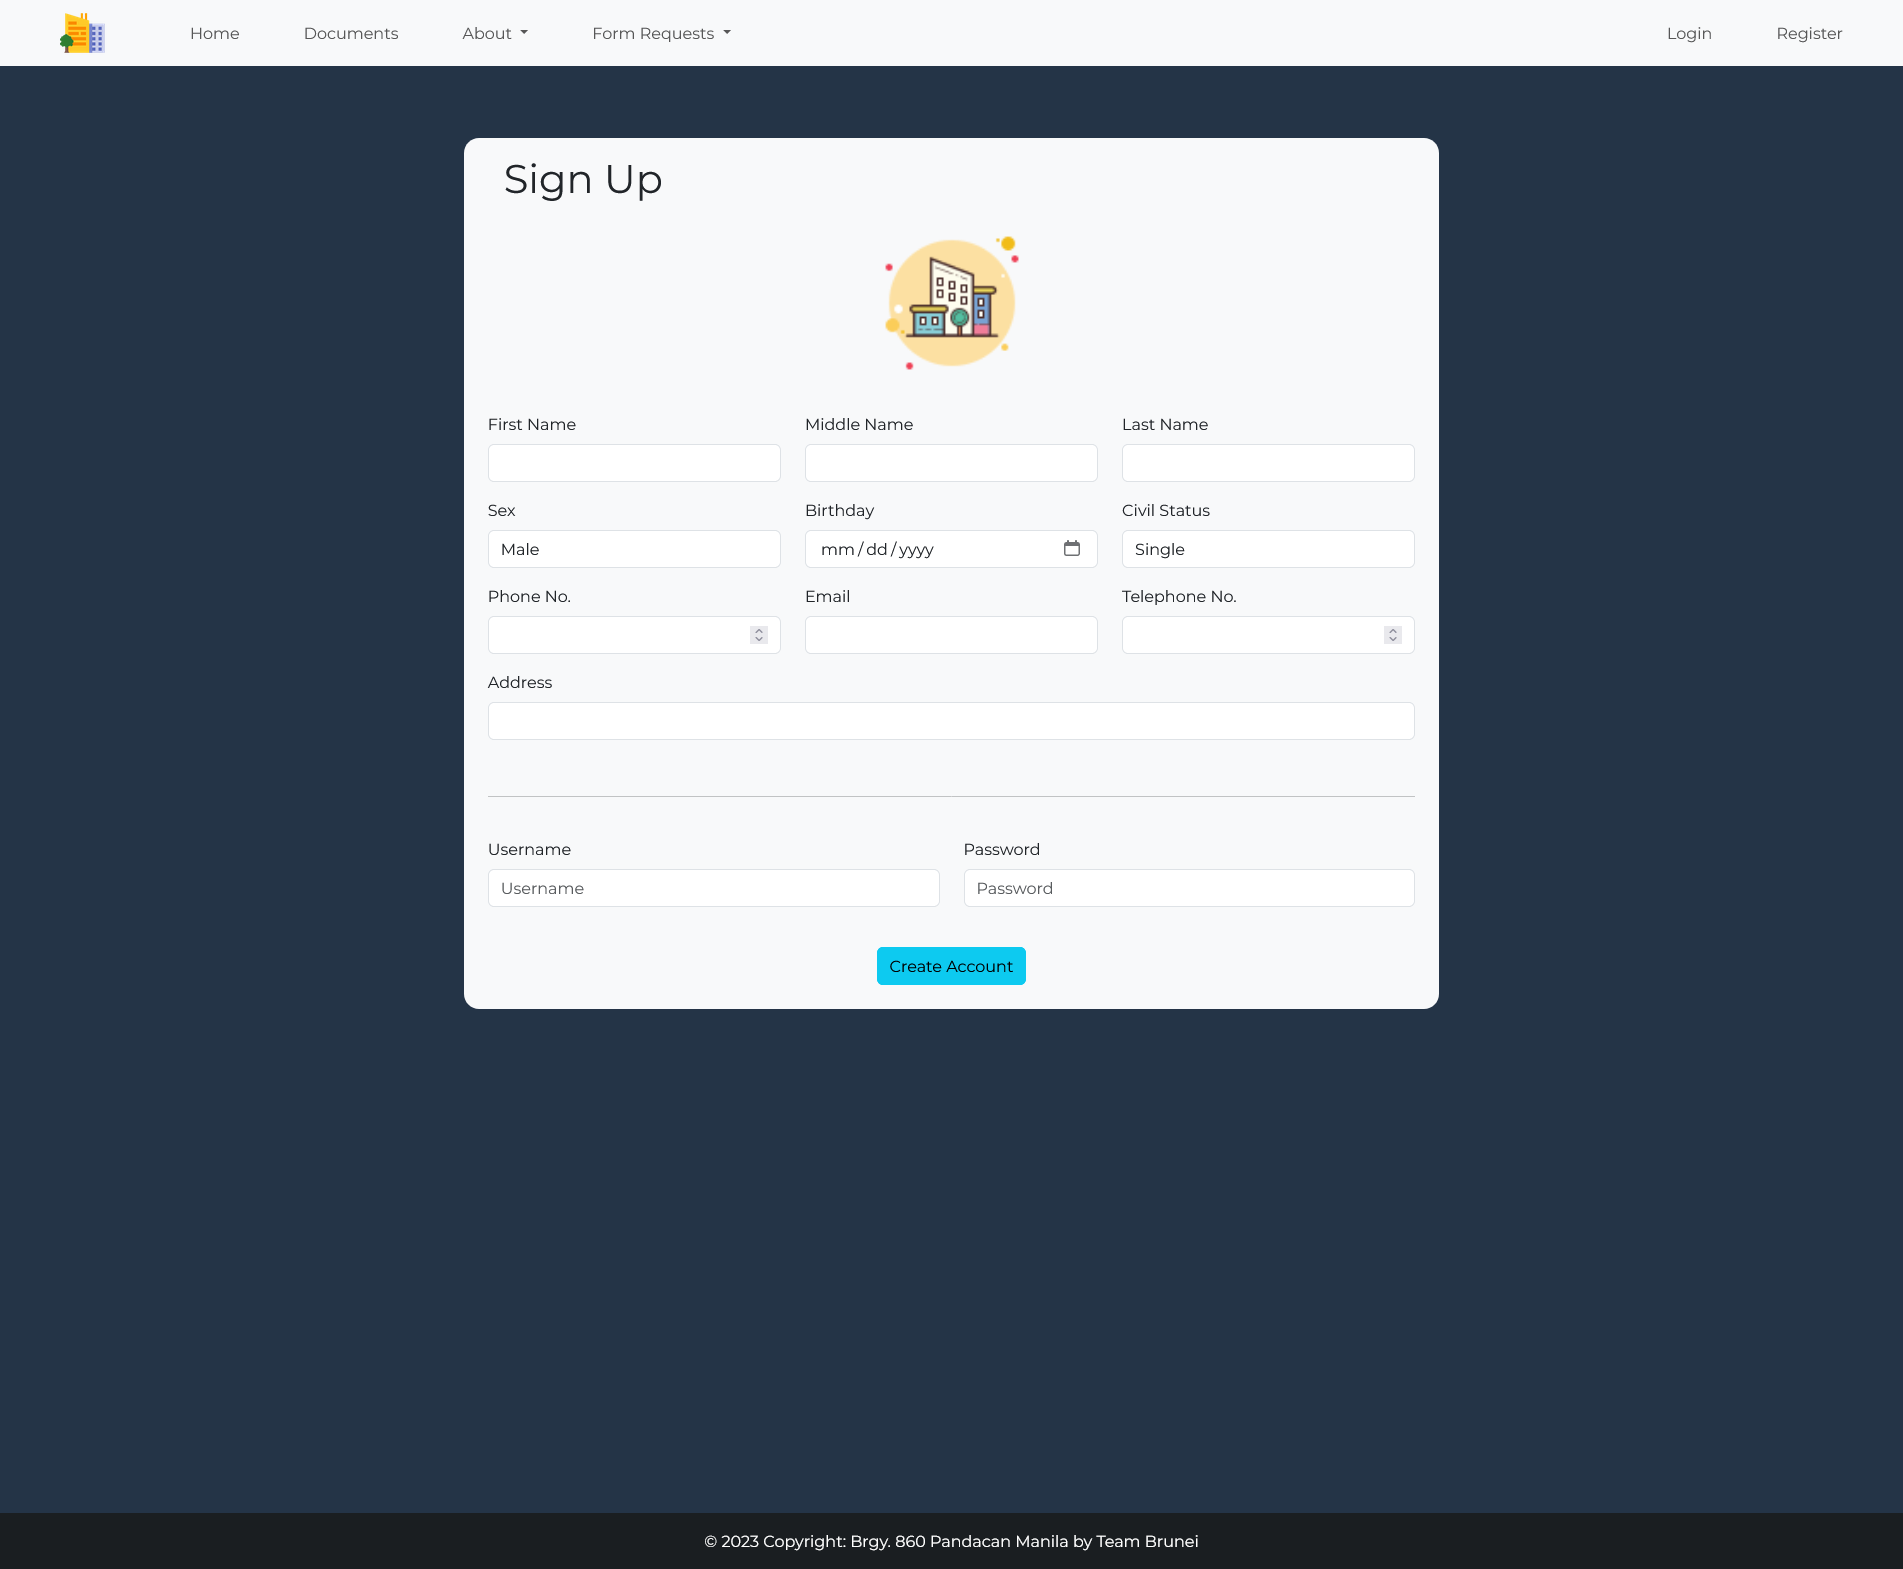 Home Documents About Form Requests Login Register
Sign Up
First Name Middle Name Last Name
Sex Birthday Civil Status
Male mm/dd/yyyy Single
Phone No. Email Telephone No.
Address
Username Password
Username Password
Create Account
© 2023 Copyright: Brgy. 860 Pandacan Manila by Team Brunei